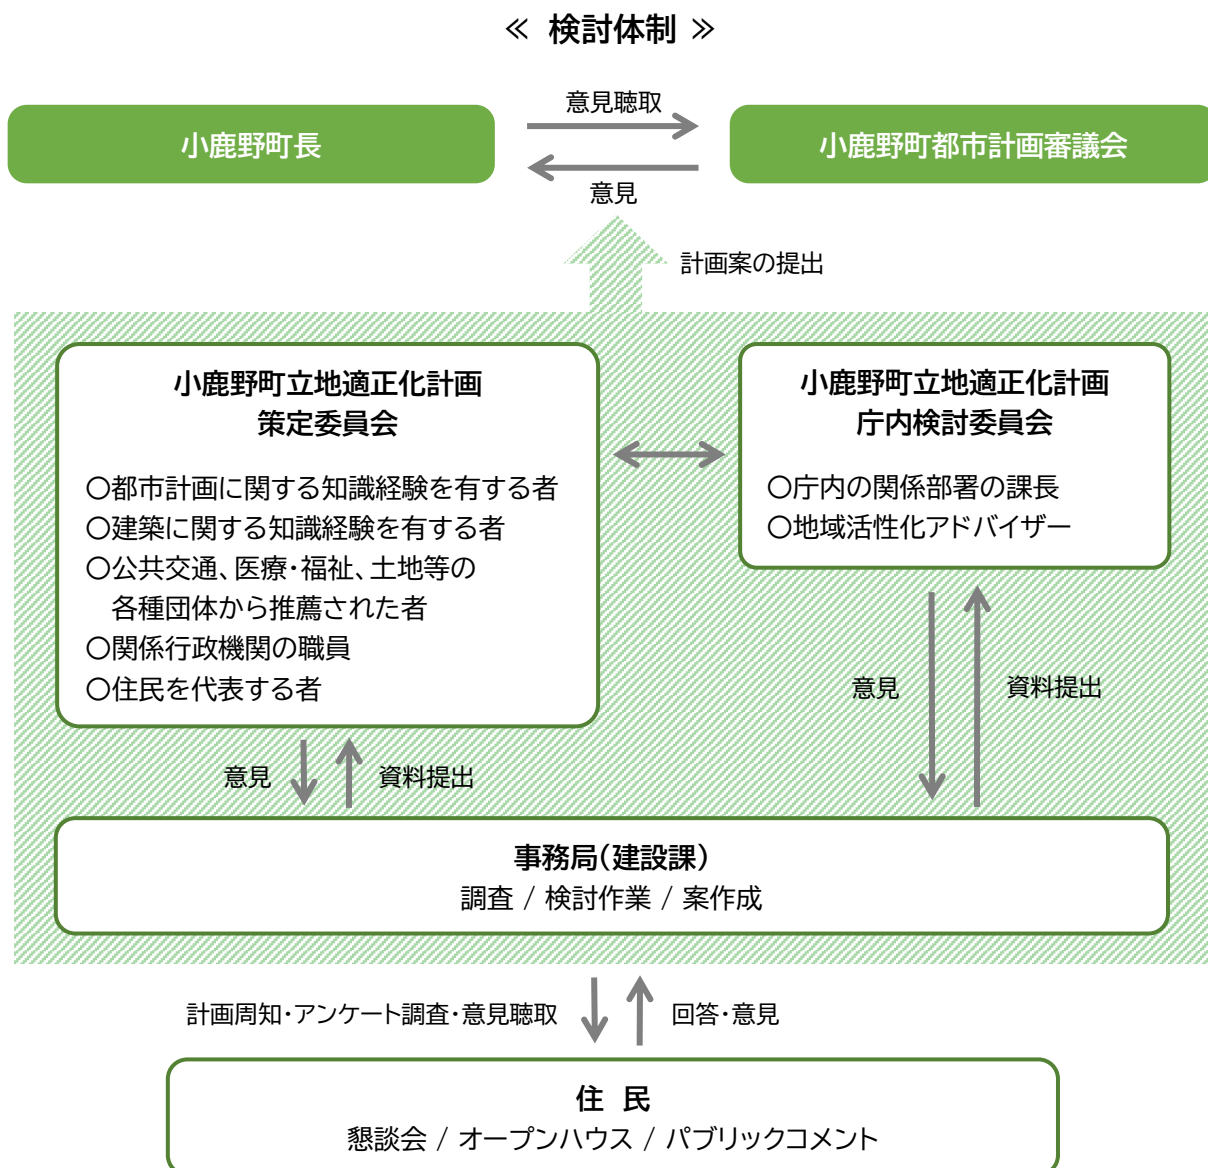 ≪ 検討体制 ≫
意見聴取
小鹿野町長
小鹿野町都市計画審議会
意見
計画案の提出
小鹿野町立地適正化計画
策定委員会
○都市計画に関する知識経験を有する者
○建築に関する知識経験を有する者
○公共交通、医療・福祉、土地等の
各種団体から推薦された者
○関係行政機関の職員
○住民を代表する者
小鹿野町立地適正化計画
庁内検討委員会
○庁内の関係部署の課長
○地域活性化アドバイザー
意見
資料提出
意見
資料提出
事務局(建設課)
調査 / 検討作業 / 案作成
計画周知・アンケート調査・意見聴取
回答・意見
住 民
懇談会 / オープンハウス / パブリックコメント